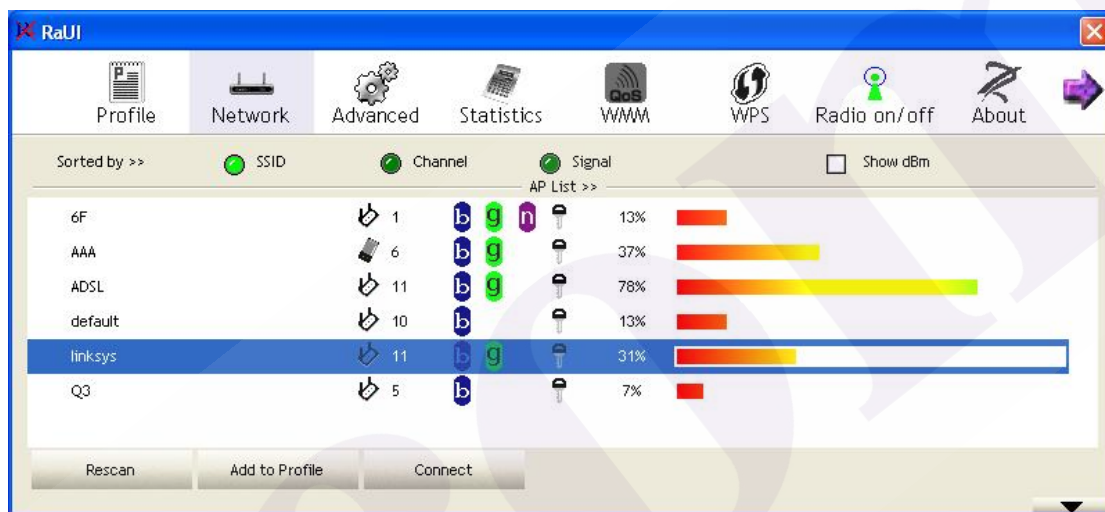 RaUI
Profile Network Advanced Statistics QoS WMM WPS Radio on/off About
Sorted by >> SSID Channel Signal Show dBm
AP List >>
6F 1 b g n 13%
AAA 6 b g 37%
ADSL 11 b g 78%
default 10 b 13%
linksys 11 b g 31%
Q3 5 b 7%
Rescan Add to Profile Connect